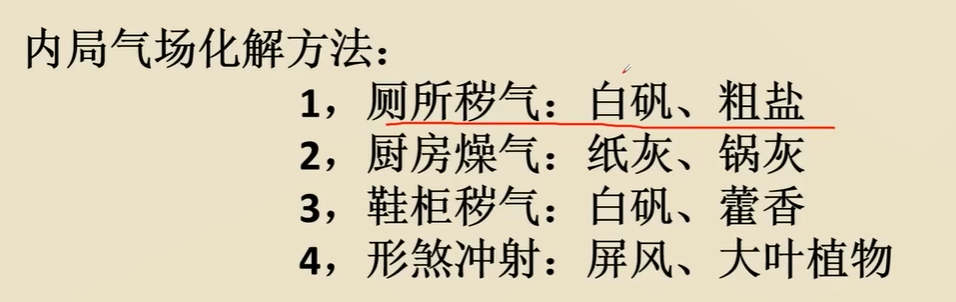 内局气场化解方法：
1，厕所秽气：白矾、粗盐
2，厨房燥气：纸灰、锅灰
3，鞋柜秽气：白矾、藿香
4，形煞冲射：屏风、大叶植物